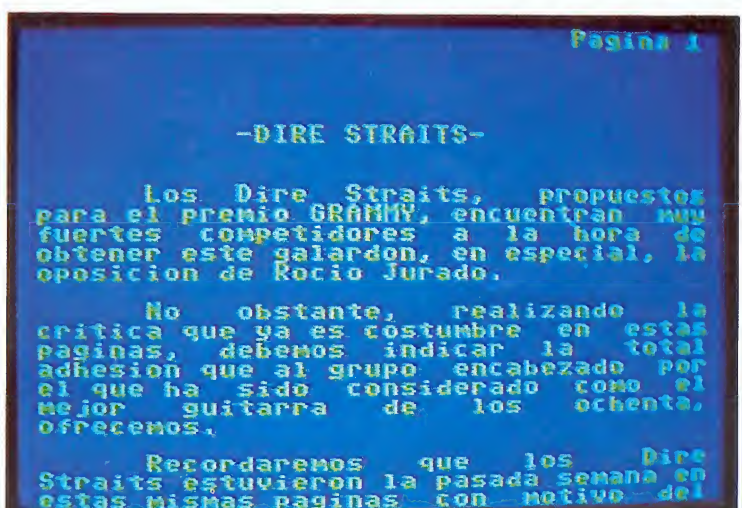 Pagina 1
-DIRE STRAITS-
Los Dire Straits, propuestos
para el premio GRAMMY, encuentran muy
fuertes competidores a la hora de
obtener este galardon, en especial, la
oposicion de Rocio Jurado.
No obstante, realizando la
critica que ya es costumbre en estas
paginas, debemos indicar la total
adhesion que al grupo encabezado por
el que ha sido considerado como el
mejor guitarra de los ochenta,
ofrecemos.
Recordaremos que los Dire
Straits estuvieron la pasada semana en
estas mismas paginas con motivo del